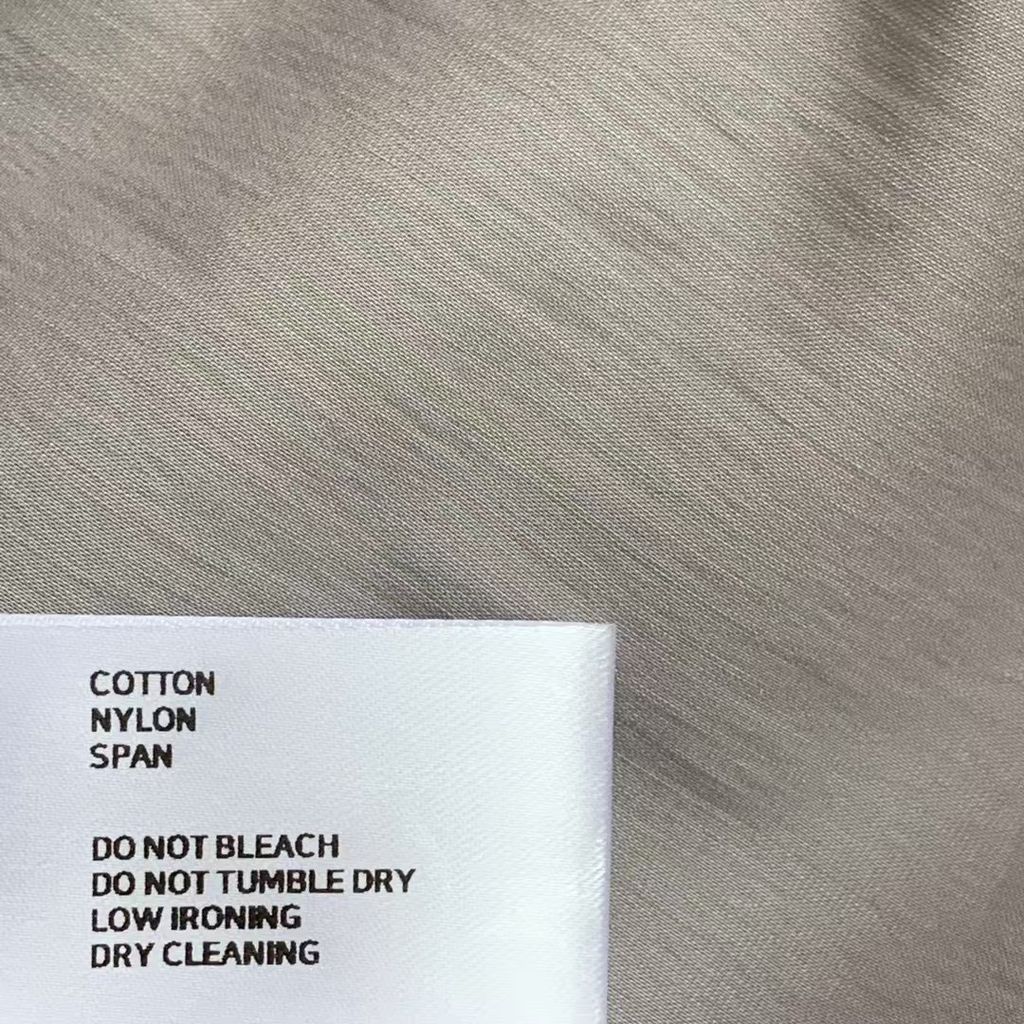 COTTON
NYLON
SPAN
DO NOT BLEACH
DO NOT TUMBLE DRY
LOW IRONING
DRY CLEANING